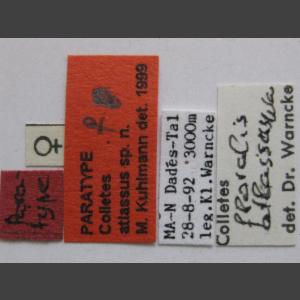 Para-
type
♀
PARATYPE ♀
Colletes
atlassus sp. n.
M. Kuhlmann det. 1999
MA-N Dadés-Tal
28-8-92 3000m
leg.Kl.Warncke
Colletes
det. Dr. Warncke